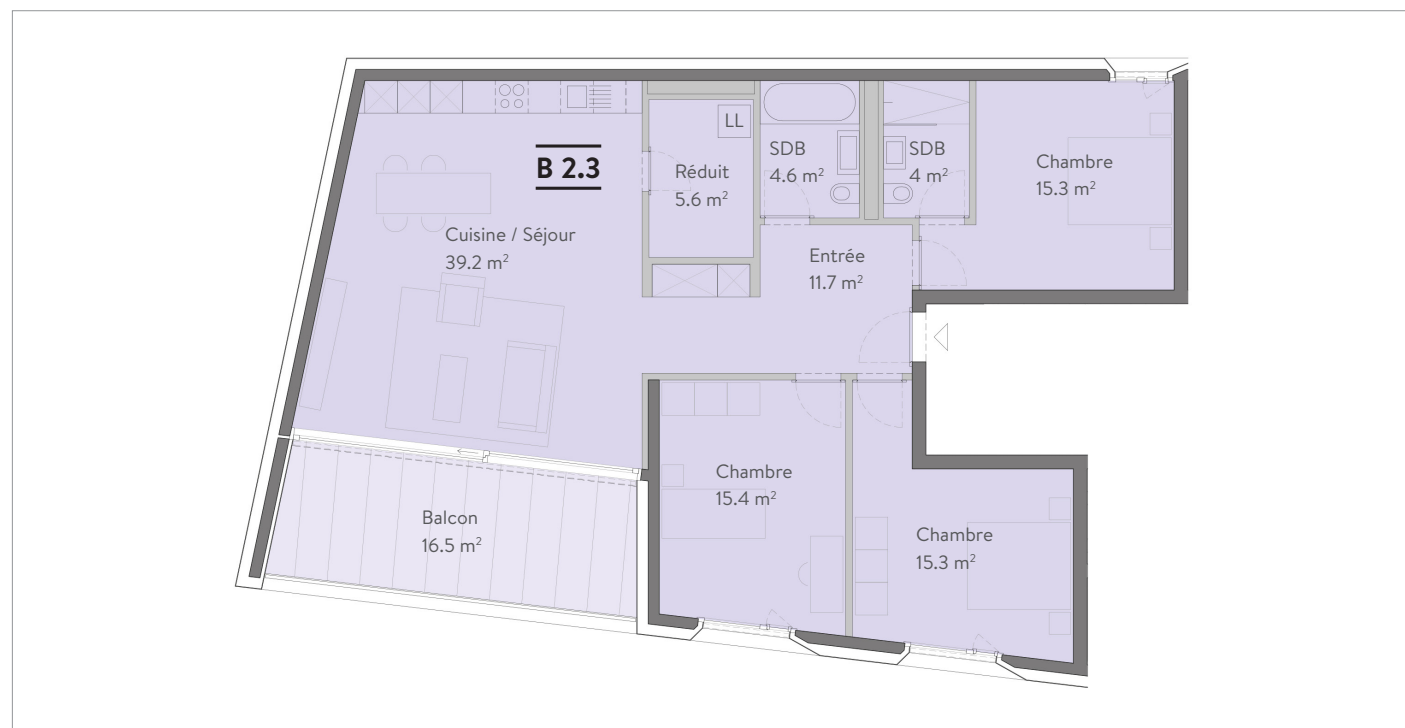 LL
B 2.3
SDB
4.6 m²
SDB
4 m²
Chambre
15.3 m²
Réduit
5.6 m²
Cuisine / Séjour
39.2 m²
Entrée
11.7 m²
Chambre
15.4 m²
Balcon
16.5 m²
Chambre
15.3 m²